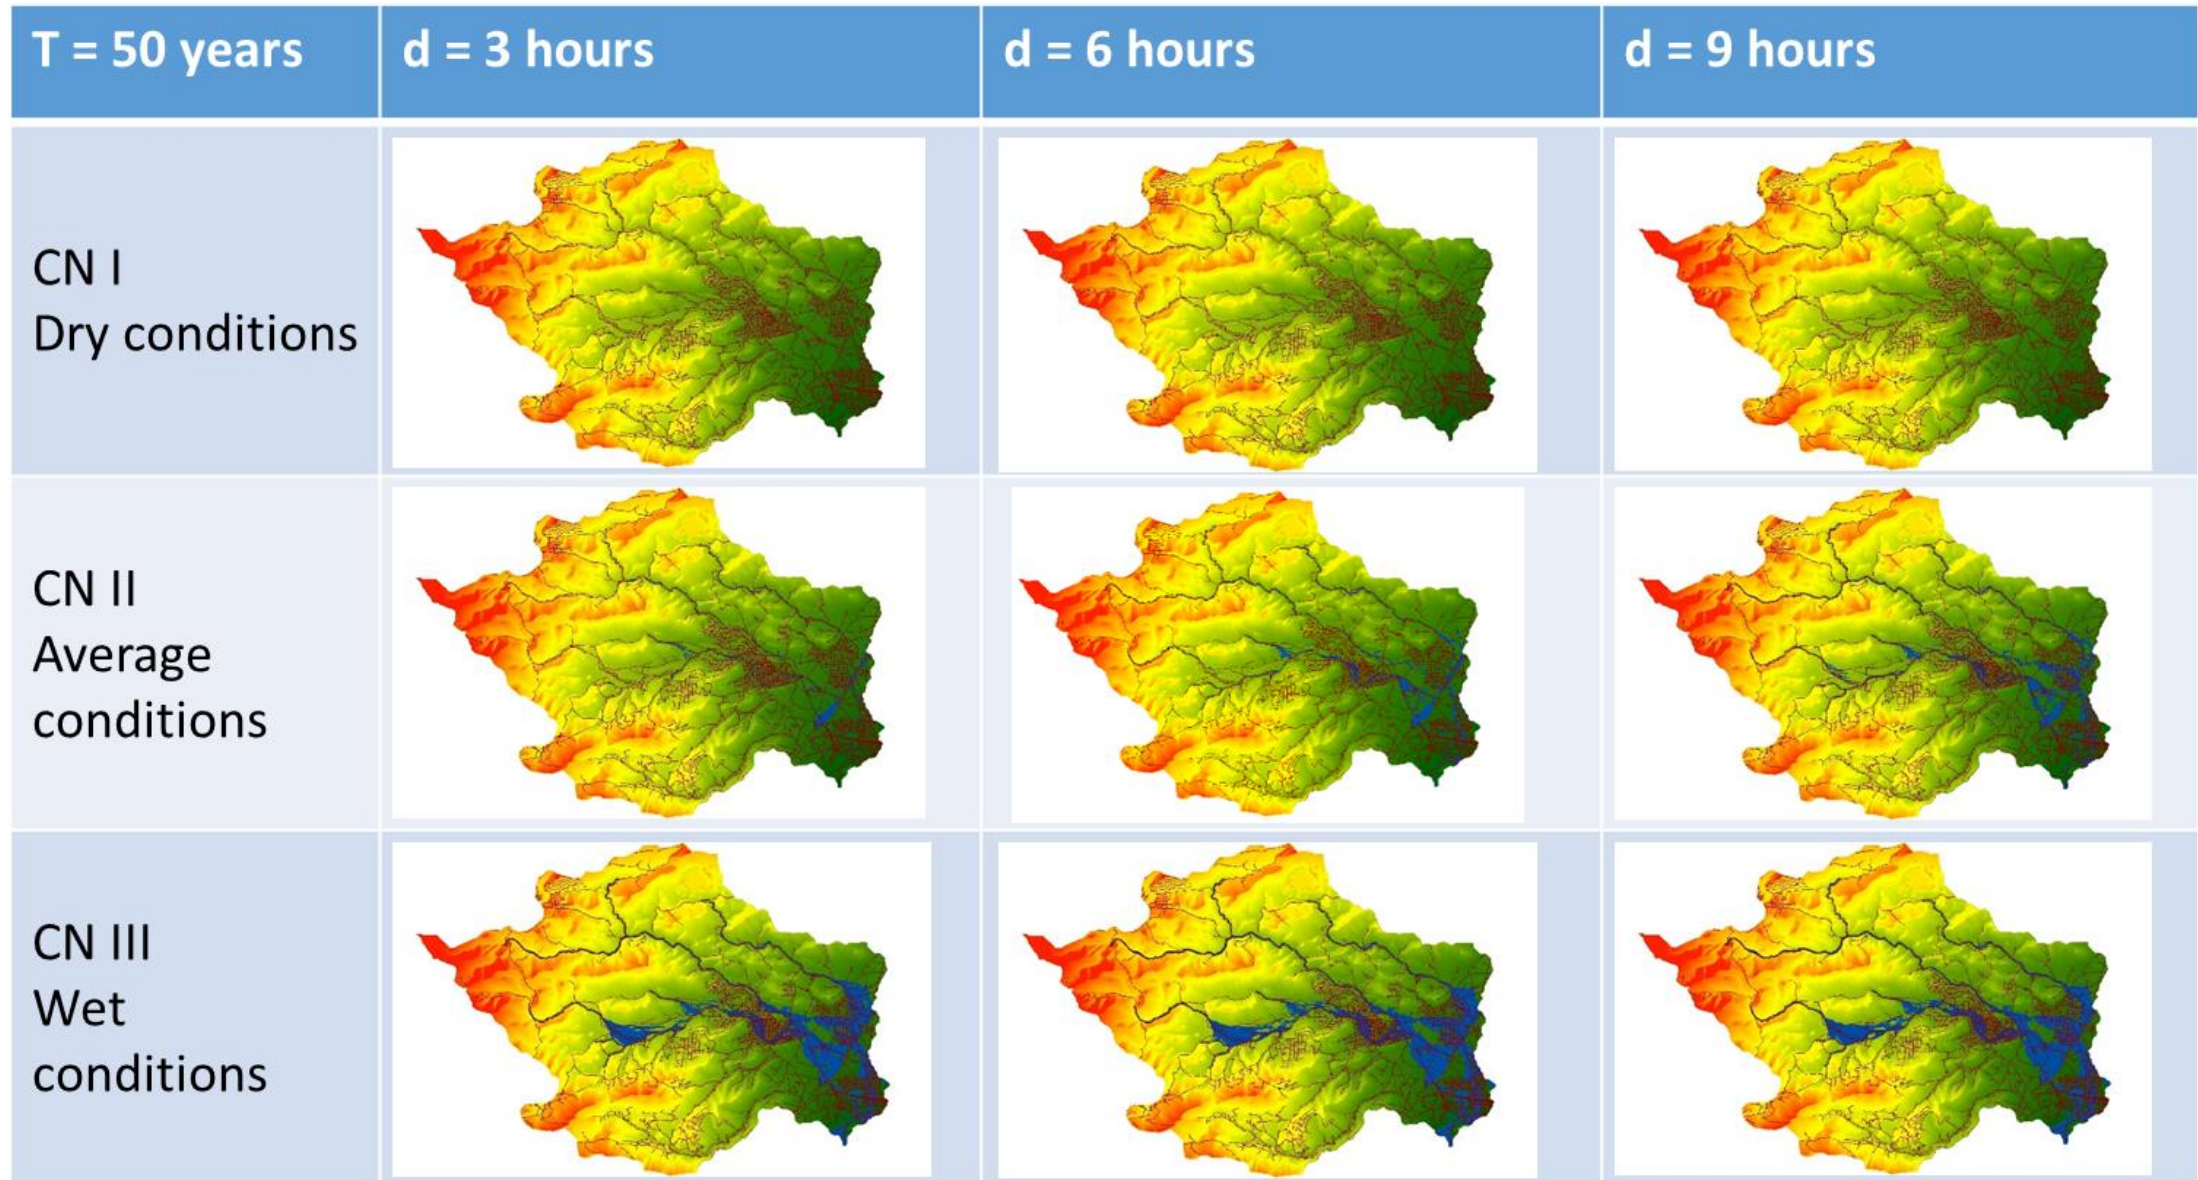 T = 50 years
d = 3 hours
d = 6 hours
d = 9 hours
CN I
Dry conditions
CN II
Average
conditions
CN III
Wet
conditions